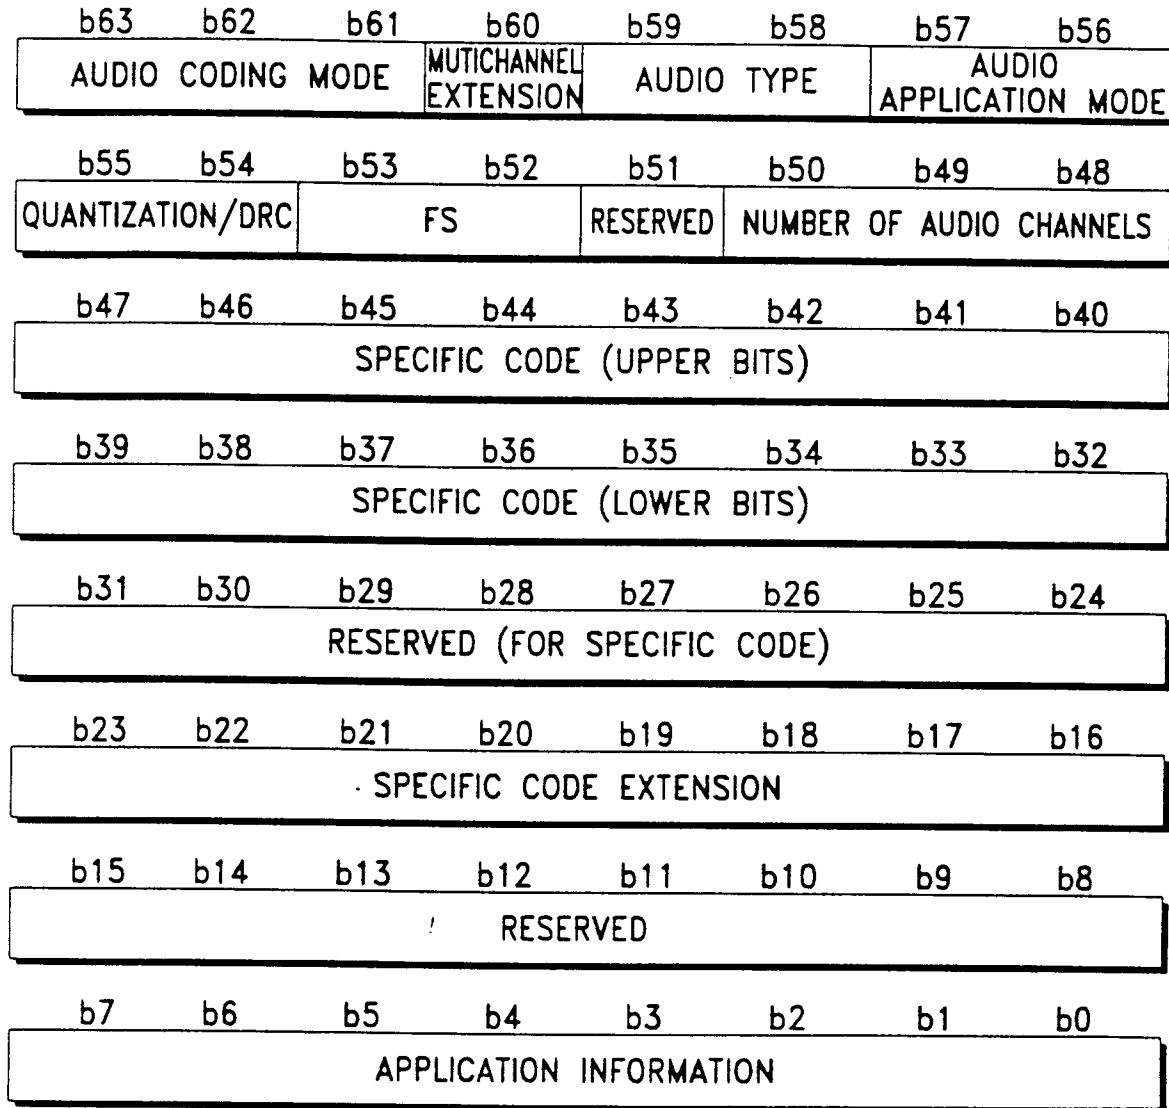 b63 b62 b61 b60 b59 b58 b57 b56
AUDIO CODING MODE
MUTICHANNEL
EXTENSION
AUDIO TYPE
AUDIO
APPLICATION MODE
b55 b54 b53 b52 b51 b50 b49 b48
QUANTIZATION/DRC FS RESERVED NUMBER OF AUDIO CHANNELS
b47 b46 b45 b44 b43 b42 b41 b40
SPECIFIC CODE (UPPER BITS)
b39 b38 b37 b36 b35 b34 b33 b32
SPECIFIC CODE (LOWER BITS)
b31 b30 b29 b28 b27 b26 b25 b24
RESERVED (FOR SPECIFIC CODE)
b23 b22 b21 b20 b19 b18 b17 b16
SPECIFIC CODE EXTENSION
b15 b14 b13 b12 b11 b10 b9 b8
RESERVED
b7 b6 b5 b4 b3 b2 b1 b0
APPLICATION INFORMATION